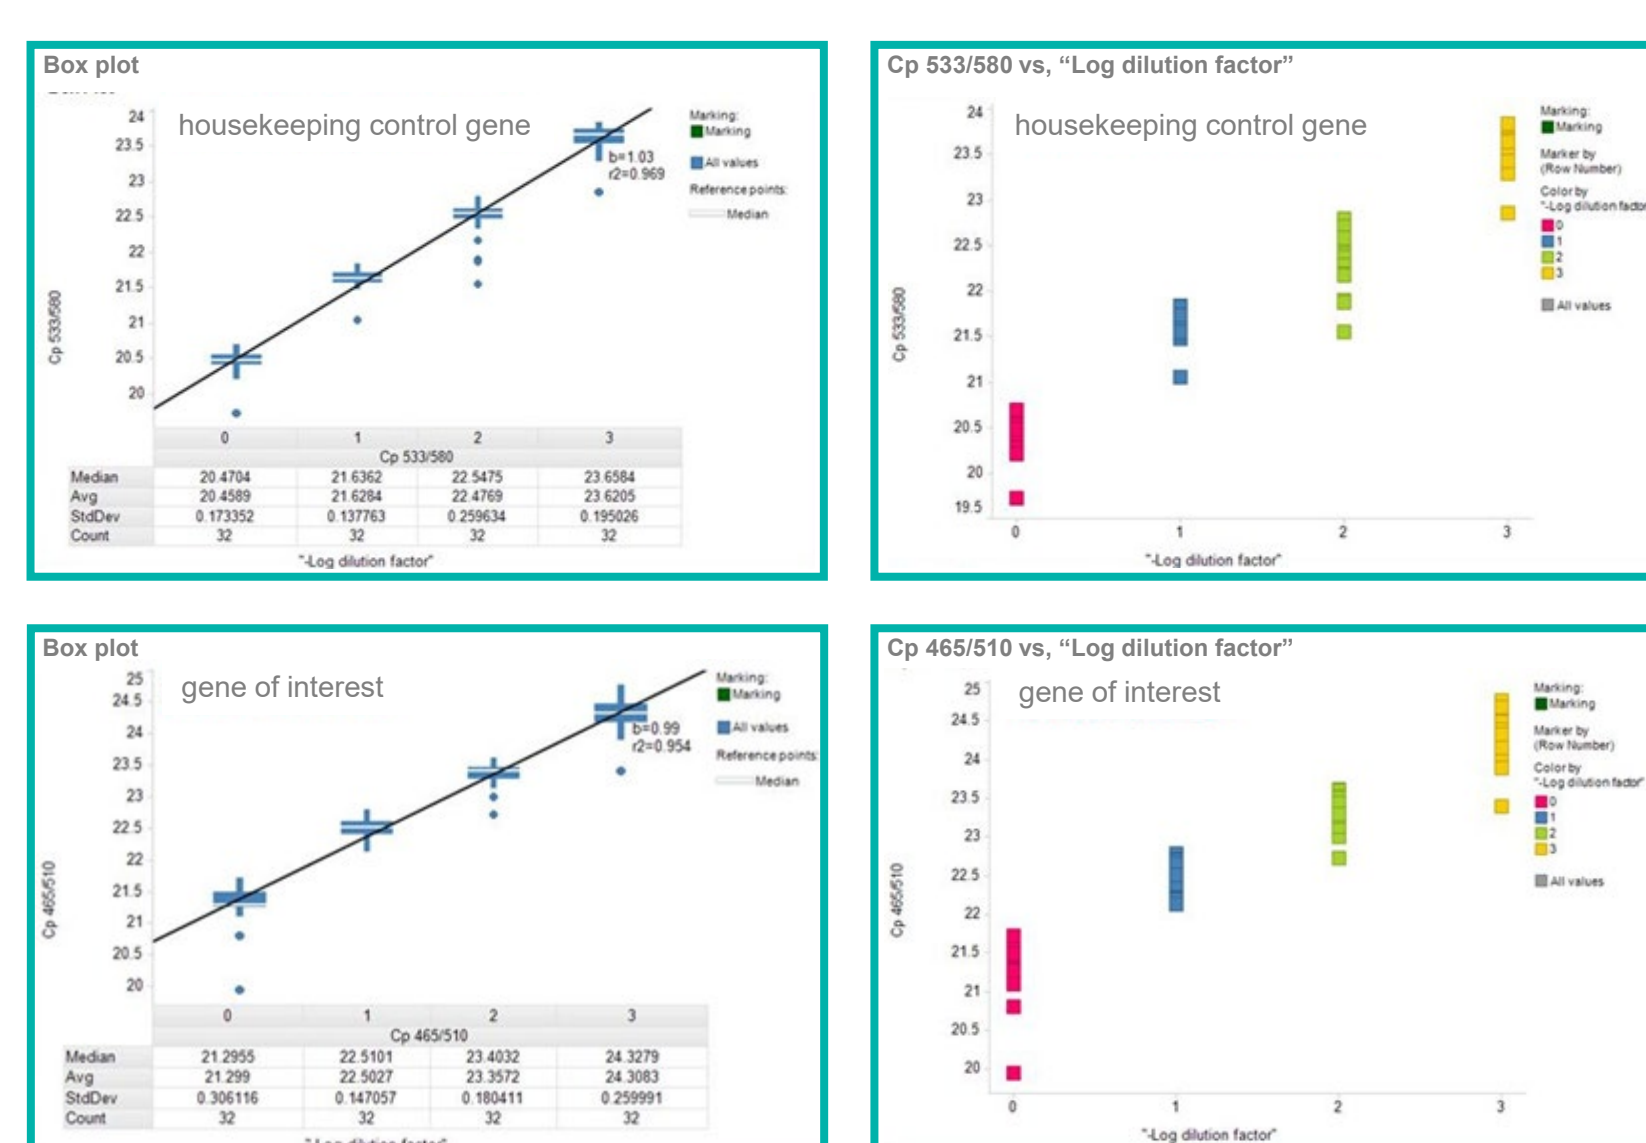 Box plot
housekeeping control gene
24
23.5
23
22.5
22
21.5
21
20.5
20
Cp 533/580
b=1.03
r2=0.969
Marking:
Marking
All values
Reference points:
Median
0 1 2 3
Cp 533/580
Median 20.4704 21.6362 22.5475 23.6584
Avg 20.4589 21.6284 22.4769 23.6205
StdDev 0.173352 0.137763 0.259634 0.195026
Count 32 32 32 32
"-Log dilution factor"
Cp 533/580 vs, “Log dilution factor”
housekeeping control gene
24
23.5
23
22.5
22
21.5
21
20.5
20
19.5
Cp 533/580
0 1 2 3
"-Log dilution factor"
Marking:
Marking
Marker by
(Row Number)
Color by
"-Log dilution factor
0
1
2
3
All values
Box plot
gene of interest
25
24.5
24
23.5
23
22.5
22
21.5
21
20.5
20
Cp 465/510
b=0.99
r2=0.954
Marking:
Marking
All values
Reference points:
Median
0 1 2 3
Cp 465/510
Median 21.2955 22.5101 23.4032 24.3279
Avg 21.299 22.5027 23.3572 24.3083
StdDev 0.306116 0.147057 0.180411 0.259991
Count 32 32 32 32
Cp 465/510 vs, “Log dilution factor”
gene of interest
25
24.5
24
23.5
23
22.5
22
21.5
21
20.5
20
Cp 465/510
0 1 2 3
"-Log dilution factor"
Marking:
Marking
Marker by
(Row Number)
Color by
"-Log dilution factor"
0
1
2
3
All values